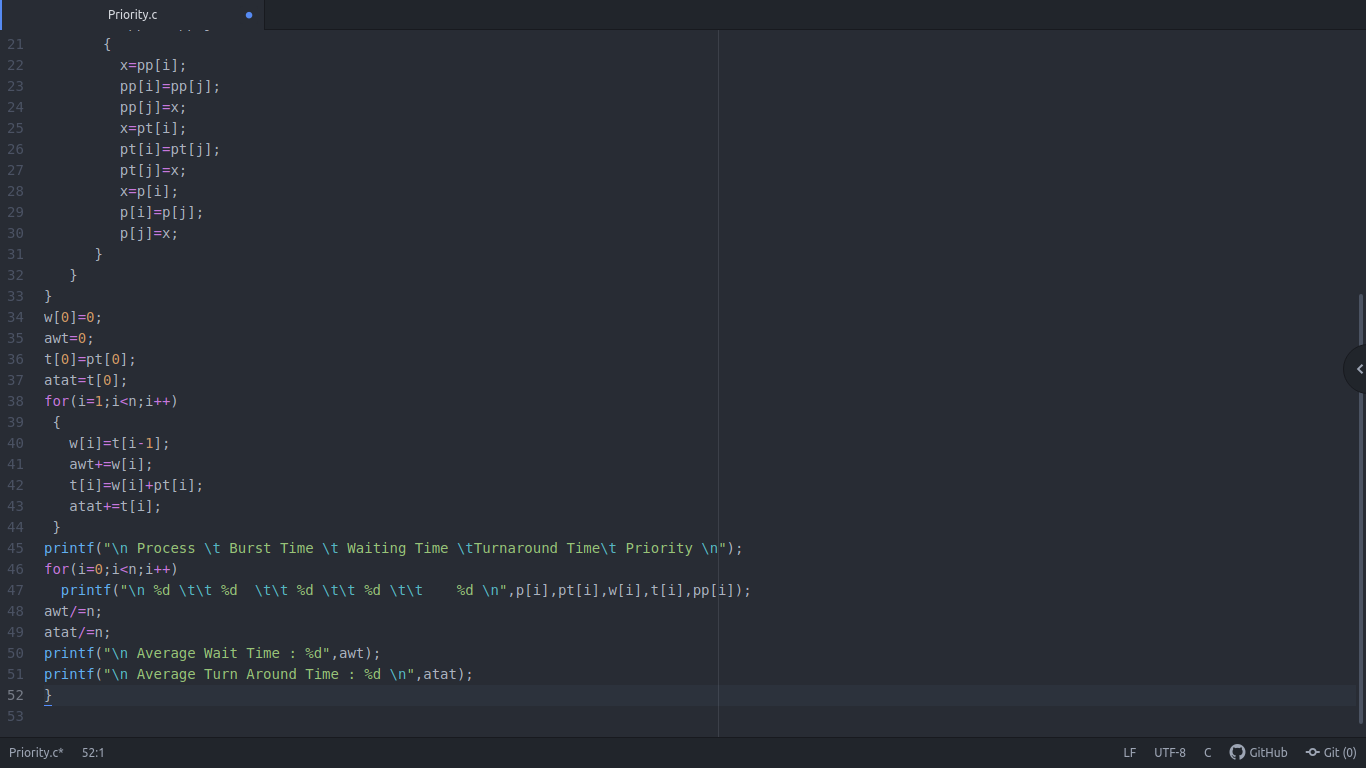 Priority.c
21 {
22 x=pp[i];
23 pp[i]=pp[j];
24 pp[j]=x;
25 x=pt[i];
26 pt[i]=pt[j];
27 pt[j]=x;
28 x=p[i];
29 p[i]=p[j];
30 p[j]=x;
31 }
32 }
33 }
34 w[0]=0;
35 awt=0;
36 t[0]=pt[0];
37 atat=t[0];
38 for(i=1;i<n;i++)
39 {
40 w[i]=t[i-1];
41 awt+=w[i];
42 t[i]=w[i]+pt[i];
43 atat+=t[i];
44 }
45 printf("\n Process \t Burst Time \t Waiting Time \tTurnaround Time\t Priority \n");
46 for(i=0;i<n;i++)
47 printf("\n %d \t\t %d  \t\t %d \t\t %d \t\t    %d \n",p[i],pt[i],w[i],t[i],pp[i]);
48 awt/=n;
49 atat/=n;
50 printf("\n Average Wait Time : %d",awt);
51 printf("\n Average Turn Around Time : %d \n",atat);
52 }
53
Priority.c* 52:1 LF UTF-8 C GitHub Git (0)